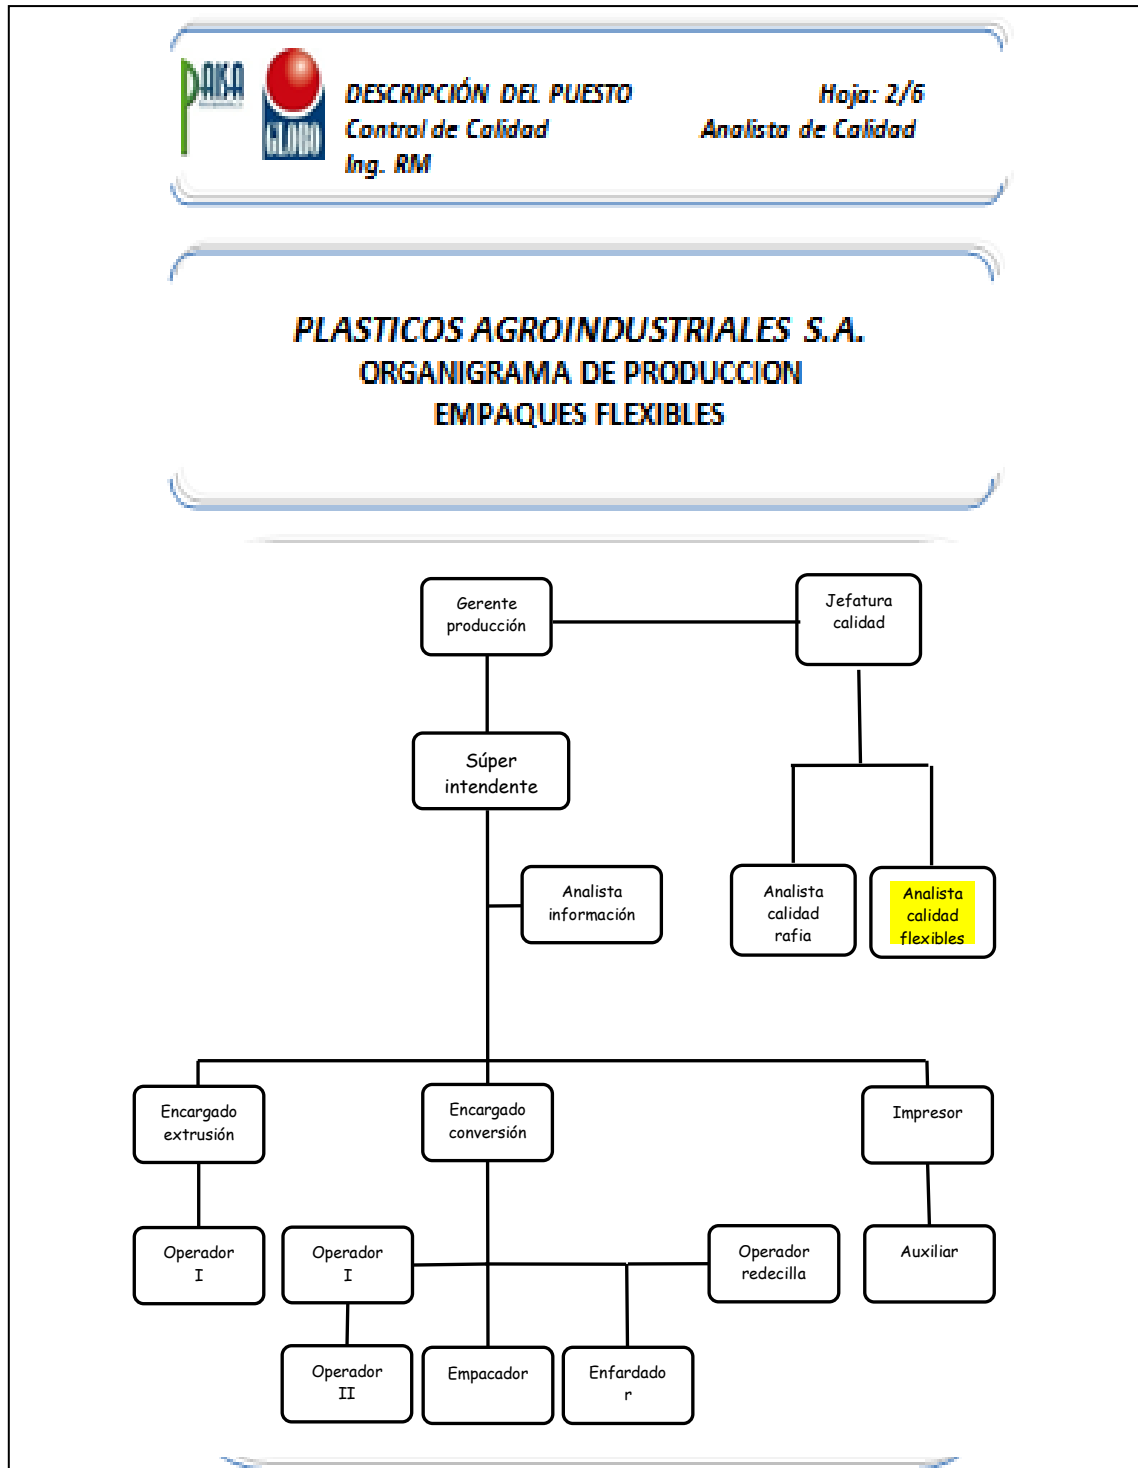 PAISA
GLOBO
DESCRIPCIÓN DEL PUESTO Hoja: 2/6
Control de Calidad Analista de Calidad
Ing. RM
PLASTICOS AGROINDUSTRIALES S.A.
ORGANIGRAMA DE PRODUCCION
EMPAQUES FLEXIBLES
Gerente
producción
Jefatura
calidad
Súper
intendente
Analista
información
Analista
calidad
rafia
Analista
calidad
flexibles
Encargado
extrusión
Encargado
conversión
Impresor
Operador
I
Operador
I
Operador
redecilla
Auxiliar
Operador
II
Empacador
Enfardado
r